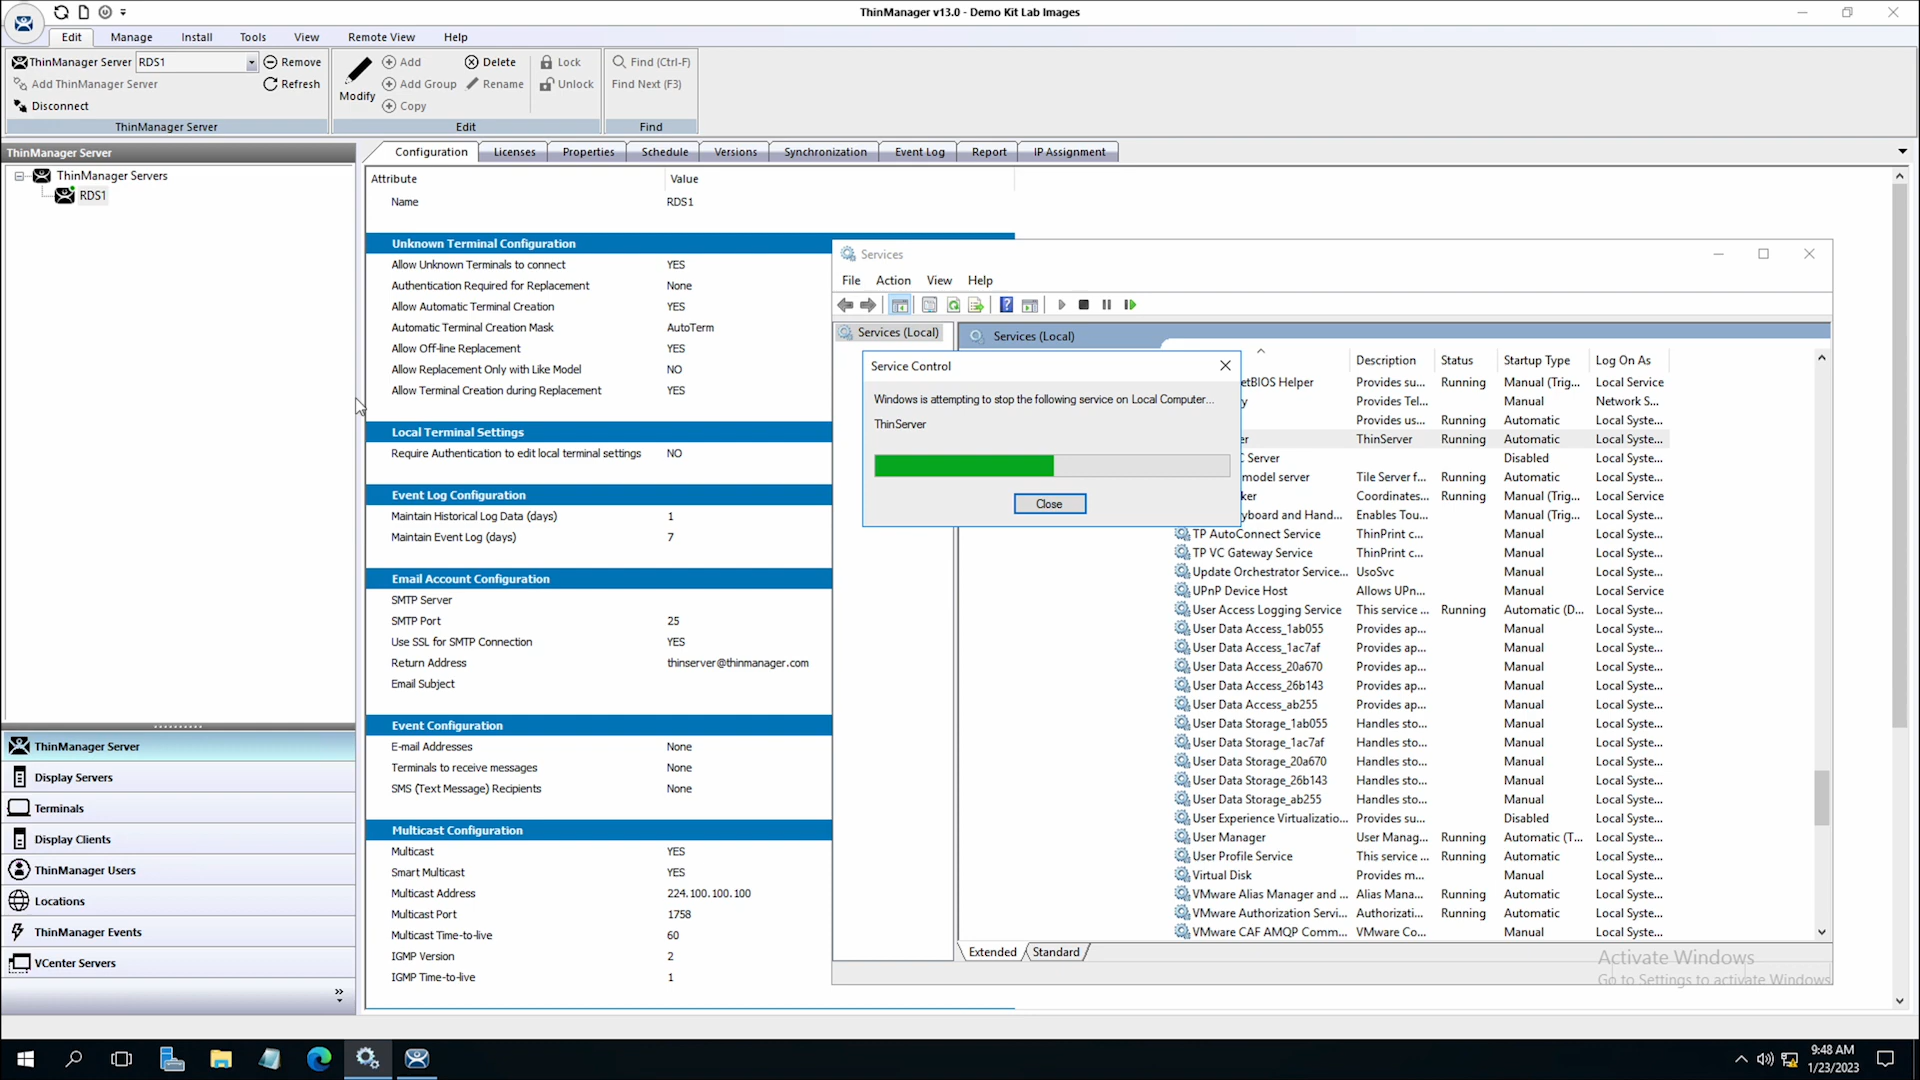 ThinManager v13.0 - Demo Kit Lab Images
Edit Manage Install Tools View Remote View Help
ThinManager Server RDS1 Remove
Add ThinManager Server Refresh
Disconnect
ThinManager Server
Modify
Add Delete
Add Group Rename
Copy
Lock
Unlock
Edit
Find (Ctrl-F)
Find Next (F3)
Find
ThinManager Server
ThinManager Servers
RDS1
Configuration Licenses Properties Schedule Versions Synchronization Event Log Report IP Assignment
Attribute Value
Name RDS1
Unknown Terminal Configuration
Allow Unknown Terminals to connect YES
Authentication Required for Replacement None
Allow Automatic Terminal Creation YES
Automatic Terminal Creation Mask AutoTerm
Allow Off-line Replacement YES
Allow Replacement Only with Like Model NO
Allow Terminal Creation during Replacement YES
Local Terminal Settings
Require Authentication to edit local terminal settings NO
Event Log Configuration
Maintain Historical Log Data (days) 1
Maintain Event Log (days) 7
Email Account Configuration
SMTP Server
SMTP Port 25
Use SSL for SMTP Connection YES
Return Address thinserver@thinmanager.com
Email Subject
Event Configuration
E-mail Addresses None
Terminals to receive messages None
SMS (Text Message) Recipients None
Multicast Configuration
Multicast YES
Smart Multicast YES
Multicast Address 224.100.100.100
Multicast Port 1758
Multicast Time-to-live 60
IGMP Version 2
IGMP Time-to-live 1
ThinManager Server
Display Servers
Terminals
Display Clients
ThinManager Users
Locations
ThinManager Events
VCenter Servers
Services
File Action View Help
Services (Local)
Services (Local)
Service Control
Windows is attempting to stop the following service on Local Computer...
ThinServer
Close
Description Status Startup Type Log On As
etBIOS Helper Provides su... Running Manual (Trig... Local Service
y Provides Tel... Manual Network S...
Provides us... Running Automatic Local Syste...
er ThinServer Running Automatic Local Syste...
C Server Disabled Local Syste...
model server Tile Server f... Running Automatic Local Syste...
ker Coordinates... Running Manual (Trig... Local Service
yboard and Hand... Enables Tou... Manual (Trig... Local Syste...
TP AutoConnect Service ThinPrint c... Manual Local Syste...
TP VC Gateway Service ThinPrint c... Manual Local Syste...
Update Orchestrator Service... UsoSvc Manual Local Syste...
UPnP Device Host Allows UPn... Manual Local Service
User Access Logging Service This service ... Running Automatic (D... Local Syste...
User Data Access_1ab055 Provides ap... Manual Local Syste...
User Data Access_1ac7af Provides ap... Manual Local Syste...
User Data Access_20a670 Provides ap... Manual Local Syste...
User Data Access_26b143 Provides ap... Manual Local Syste...
User Data Access_ab255 Provides ap... Manual Local Syste...
User Data Storage_1ab055 Handles sto... Manual Local Syste...
User Data Storage_1ac7af Handles sto... Manual Local Syste...
User Data Storage_20a670 Handles sto... Manual Local Syste...
User Data Storage_26b143 Handles sto... Manual Local Syste...
User Data Storage_ab255 Handles sto... Manual Local Syste...
User Experience Virtualizatio... Provides su... Disabled Local Syste...
User Manager User Manag... Running Automatic (T... Local Syste...
User Profile Service This service ... Running Automatic Local Syste...
Virtual Disk Provides m... Manual Local Syste...
VMware Alias Manager and ... Alias Mana... Running Automatic Local Syste...
VMware Authorization Servi... Authorizati... Running Automatic Local Syste...
VMware CAF AMQP Comm... VMware Co... Manual Local Syste...
Extended Standard
Activate Windows
Go to Settings to activate Windows.
9:48 AM
1/23/2023